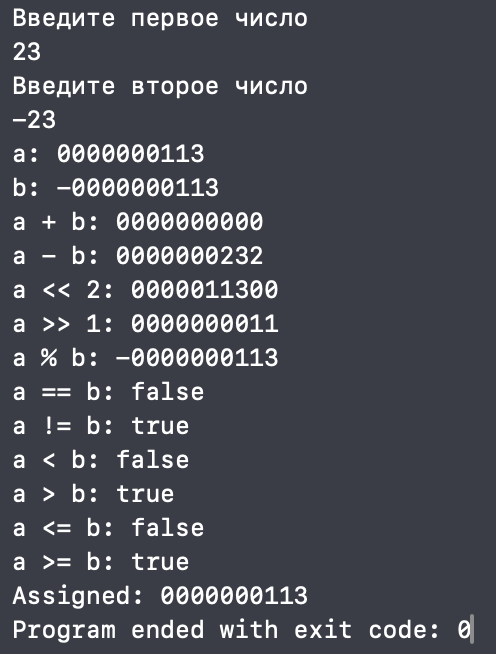 Введите первое число
23
Введите второе число
-23
a: 0000000113
b: -0000000113
a + b: 0000000000
a - b: 0000000232
a << 2: 0000011300
a >> 1: 0000000011
a % b: -0000000113
a == b: false
a != b: true
a < b: false
a > b: true
a <= b: false
a >= b: true
Assigned: 0000000113
Program ended with exit code: 0